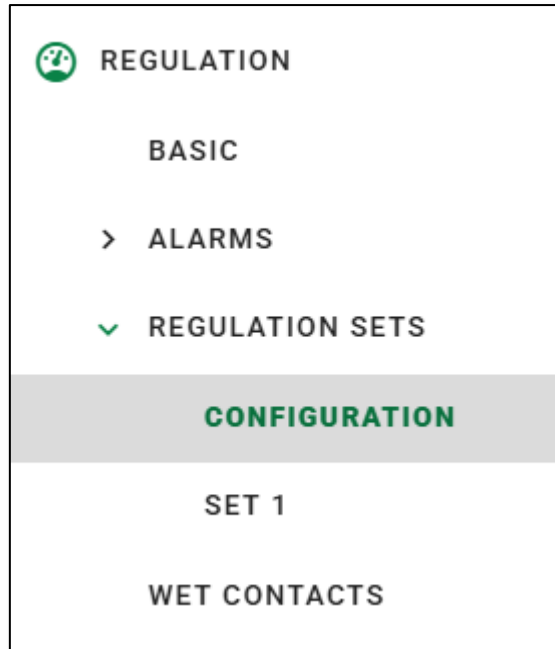 REGULATION
BASIC
ALARMS
REGULATION SETS
CONFIGURATION
SET 1
WET CONTACTS